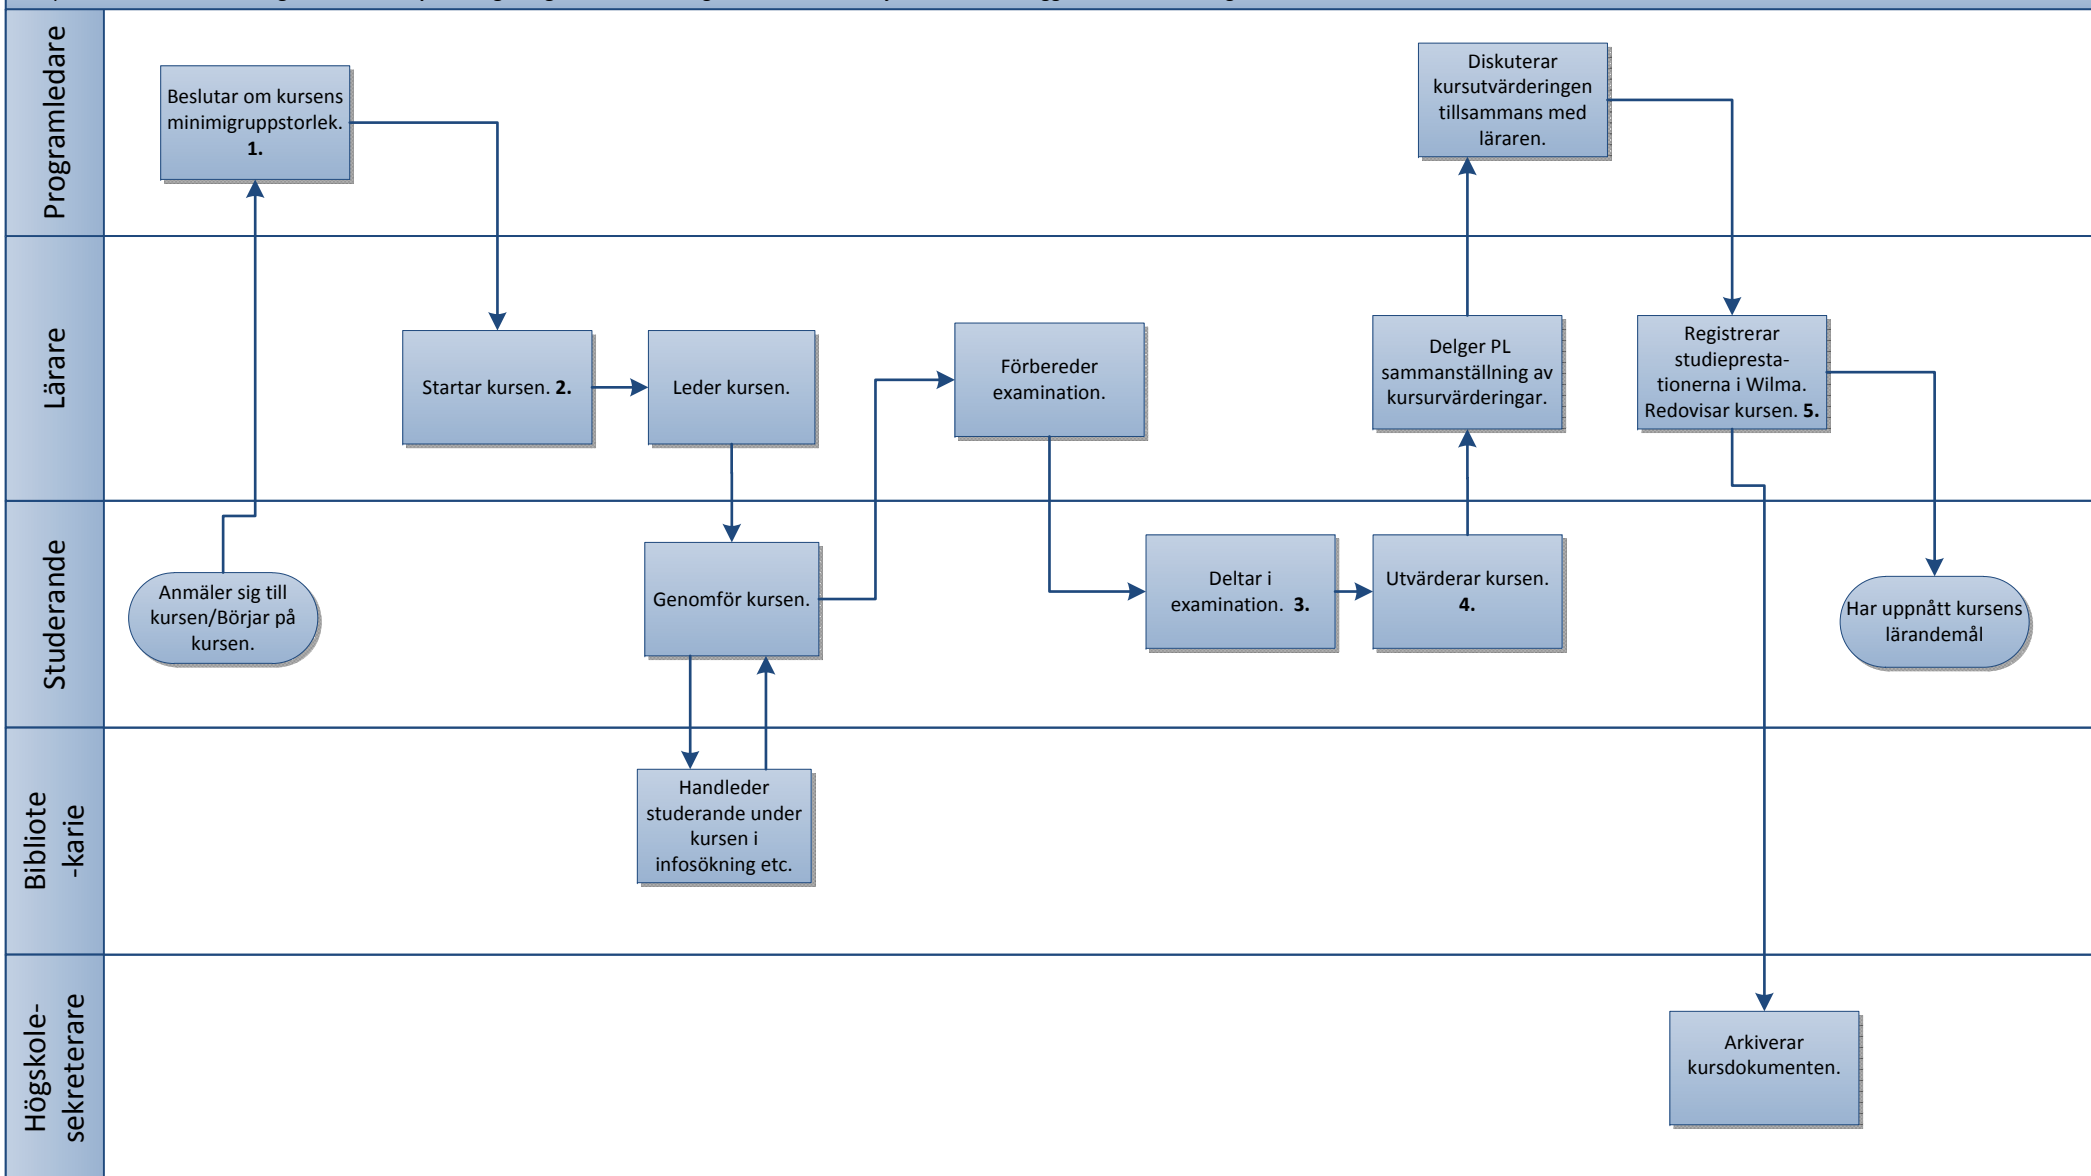 Programledare
Beslutar om kursens
minimigruppstorlek.
1.
Diskuterar
kursutvärderingen
tillsammans med
läraren.
Lärare
Startar kursen. 2.
Leder kursen.
Förbereder
examination.
Delger PL
sammanställning av
kursurvärderingar.
Registrerar
studiepresta-
tionerna i Wilma.
Redovisar kursen. 5.
Studerande
Anmäler sig till
kursen/Börjar på
kursen.
Genomför kursen.
Deltar i
examination. 3.
Utvärderar kursen.
4.
Har uppnått kursens
lärandemål
Bibliote
-karie
Handleder
studerande under
kursen i
infosökning etc.
Högskole-
sekreterare
Arkiverar
kursdokumenten.